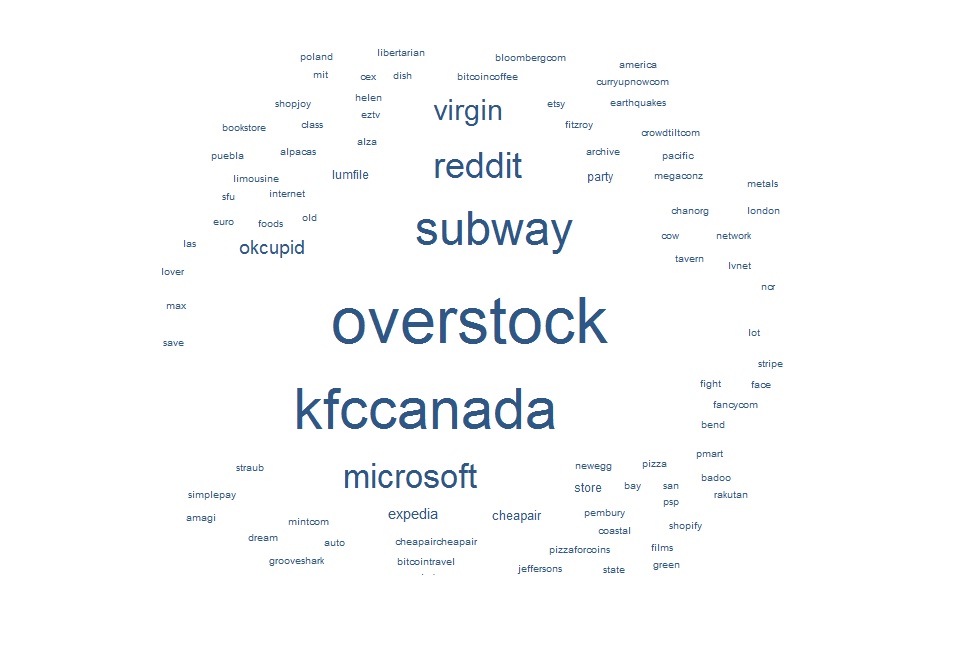 libertarian
poland
bloombergcom
america
mit
cex
dish
bitcoincoffee
curryupnowcom
helen
shopjoy
virgin
etsy
earthquakes
eztv
bookstore
class
fitzroy
crowdtiltcom
alza
puebla
alpacas
reddit
archive
pacific
limousine
lumfile
party
megaconz
metals
sfu
internet
euro
foods
old
subway
chanorg
london
las
okcupid
cow
network
tavern
lvnet
lover
ncr
max
overstock
lot
save
stripe
fight
face
kfccanada
fancycom
bend
pmart
straub
microsoft
newegg
pizza
badoo
simplepay
store
bay
san
rakutan
psp
amagi
mintcom
expedia
cheapair
pembury
shopify
coastal
dream
auto
cheapaircheapair
pizzaforcoins
films
grooveshark
bitcointravel
jeffersons
state
green